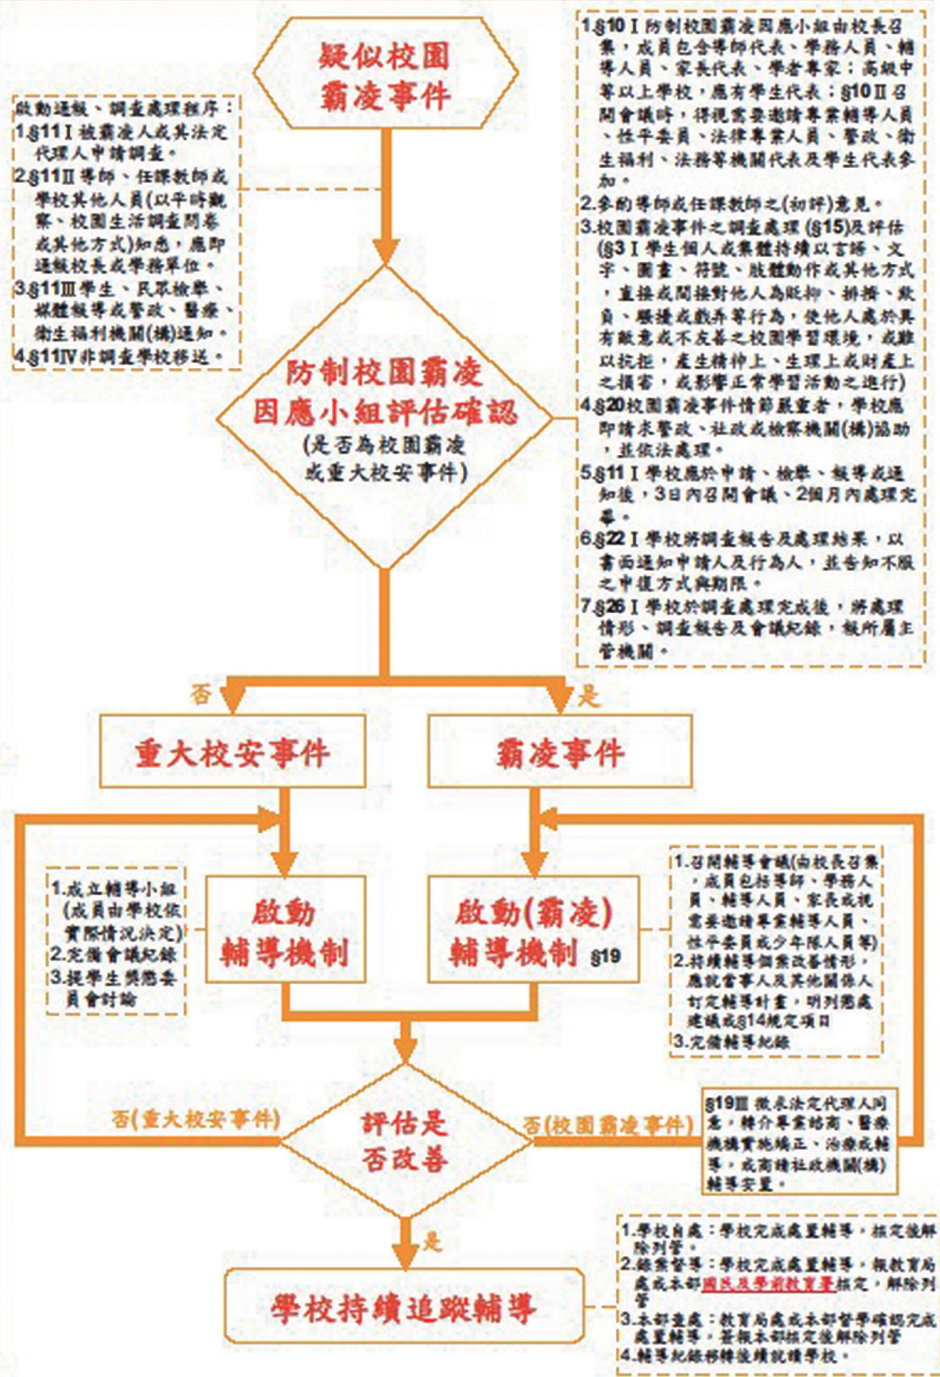 疑似校園
霸凌事件
啟動通報、調查處理程序：
1.§11Ⅰ被霸凌人或其法定
代理人申請調查。
2.§11Ⅱ導師、任課教師或
學校其他人員(以平時觀
察、校園生活調查問卷
或其他方式)知悉，應即
通報校長或學務單位。
3.§11Ⅲ學生、民眾檢舉、
媒體報導或警政、醫療、
衛生福利機關(構)通知。
4.§11Ⅳ非調查學校移送。
1.§10Ⅰ防制校園霸凌因應小組由校長召
集，成員包含導師代表、學務人員、輔
導人員、家長代表、學者專家；高級中
等以上學校，應有學生代表；§10Ⅱ召
開會議時，得視需要邀請專業輔導人員、
性平委員、法律專業人員、警政、衛
生福利、法務等機關代表及學生代表參
加。
2.參酌導師或任課教師之(初評)意見。
3.校園霸凌事件之調查處理(§15)及評估
(§3Ⅰ學生個人或集體持續以言語、文
字、圖畫、符號、肢體動作或其他方式
，直接或間接對他人為貶抑、排擠、欺
負、騷擾或戲弄等行為，使他人處於具
有敵意或不友善之校園學習環境，或難
以抗拒，產生精神上、生理上或財產上
之損害，或影響正常學習活動之進行)
4.§20校園霸凌事件情節嚴重者，學校應
即請求警政、社政或檢察機關(構)協助
，並依法處理。
5.§11Ⅰ學校應於申請、檢舉、報導或通
知後，3日內召開會議、2個月內處理完
畢。
6.§22Ⅰ學校將調查報告及處理結果，以
書面通知申請人及行為人，並告知不服
之申復方式與期限。
7.§26Ⅰ學校於調查處理完成後，將處理
情形、調查報告及會議紀錄，報所屬主
管機關。
防制校園霸凌
因應小組評估確認
(是否為校園霸凌
或重大校安事件)
否
是
重大校安事件
霸凌事件
1.成立輔導小組
(成員由學校依
實際情況決定)
2.完備會議紀錄
3.提學生獎懲委
員會討論
啟動
輔導機制
啟動(霸凌)
輔導機制 §19
1.召開輔導會議(由校長召集
，成員包括導師、學務人
員、輔導人員、家長或視
需要邀請專業輔導人員、
性平委員或少年隊人員等)
2.持續輔導個案改善情形，
應就當事人及其他關係人
訂定輔導計畫，明列懲處
建議或§14規定項目
3.完備輔導紀錄
否(重大校安事件)
評估是
否改善
否(校園霸凌事件)
§19Ⅲ 徵求法定代理人同
意，轉介專業諮商、醫療
機構實施矯正、治療或輔
導，或商請社政機關(構)
輔導安置。
是
學校持續追蹤輔導
1.學校自處：學校完成處置輔導，核定後解
除列管。
2.錄案督導：學校完成處置輔導，報教育局
處或本部國民及學前教育署核定，解除列
管
3.本部查處：教育局處或本部督學確認完成
處置輔導，簽報本部核定後解除列管
4.輔導紀錄移轉後續就讀學校。